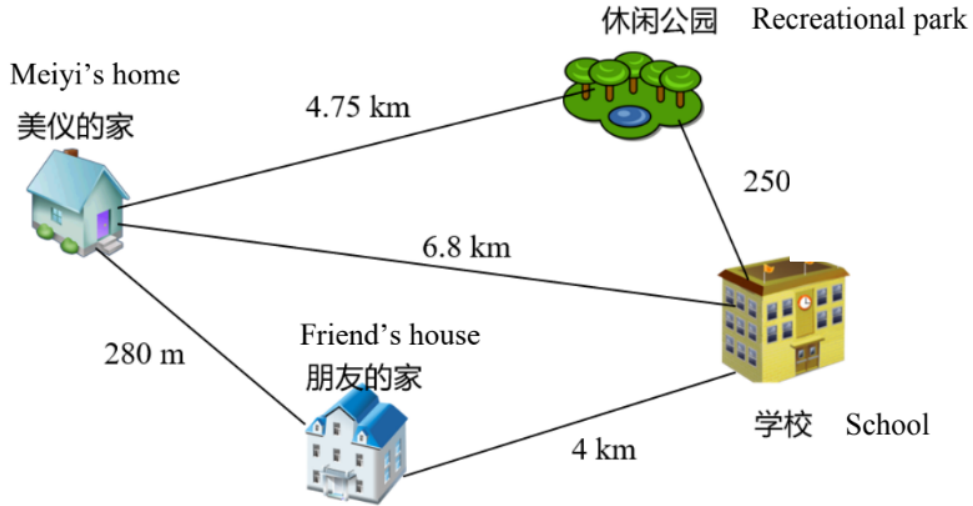 休闲公园 Recreational park
Meiyi's home
美仪的家
4.75 km
250
6.8 km
Friend's house
280 m
朋友的家
学校 School
4 km